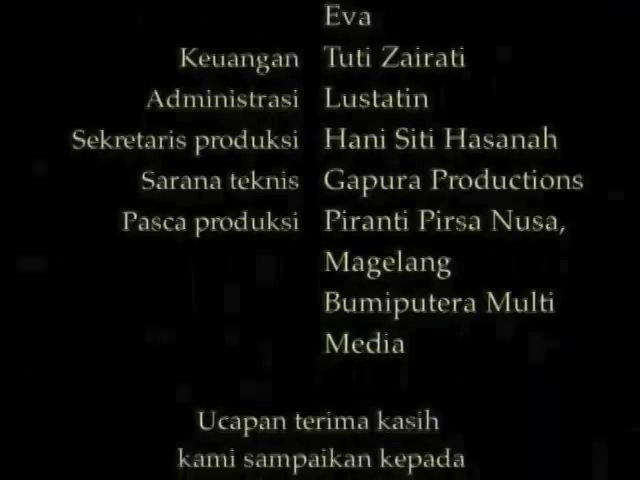 Eva
Keuangan Tuti Zairati
Administrasi Lustatin
Sekretaris produksi Hani Siti Hasanah
Sarana teknis Gapura Productions
Pasca produksi Piranti Pirsa Nusa,
Magelang
Bumiputera Multi
Media
Ucapan terima kasih
kami sampaikan kepada